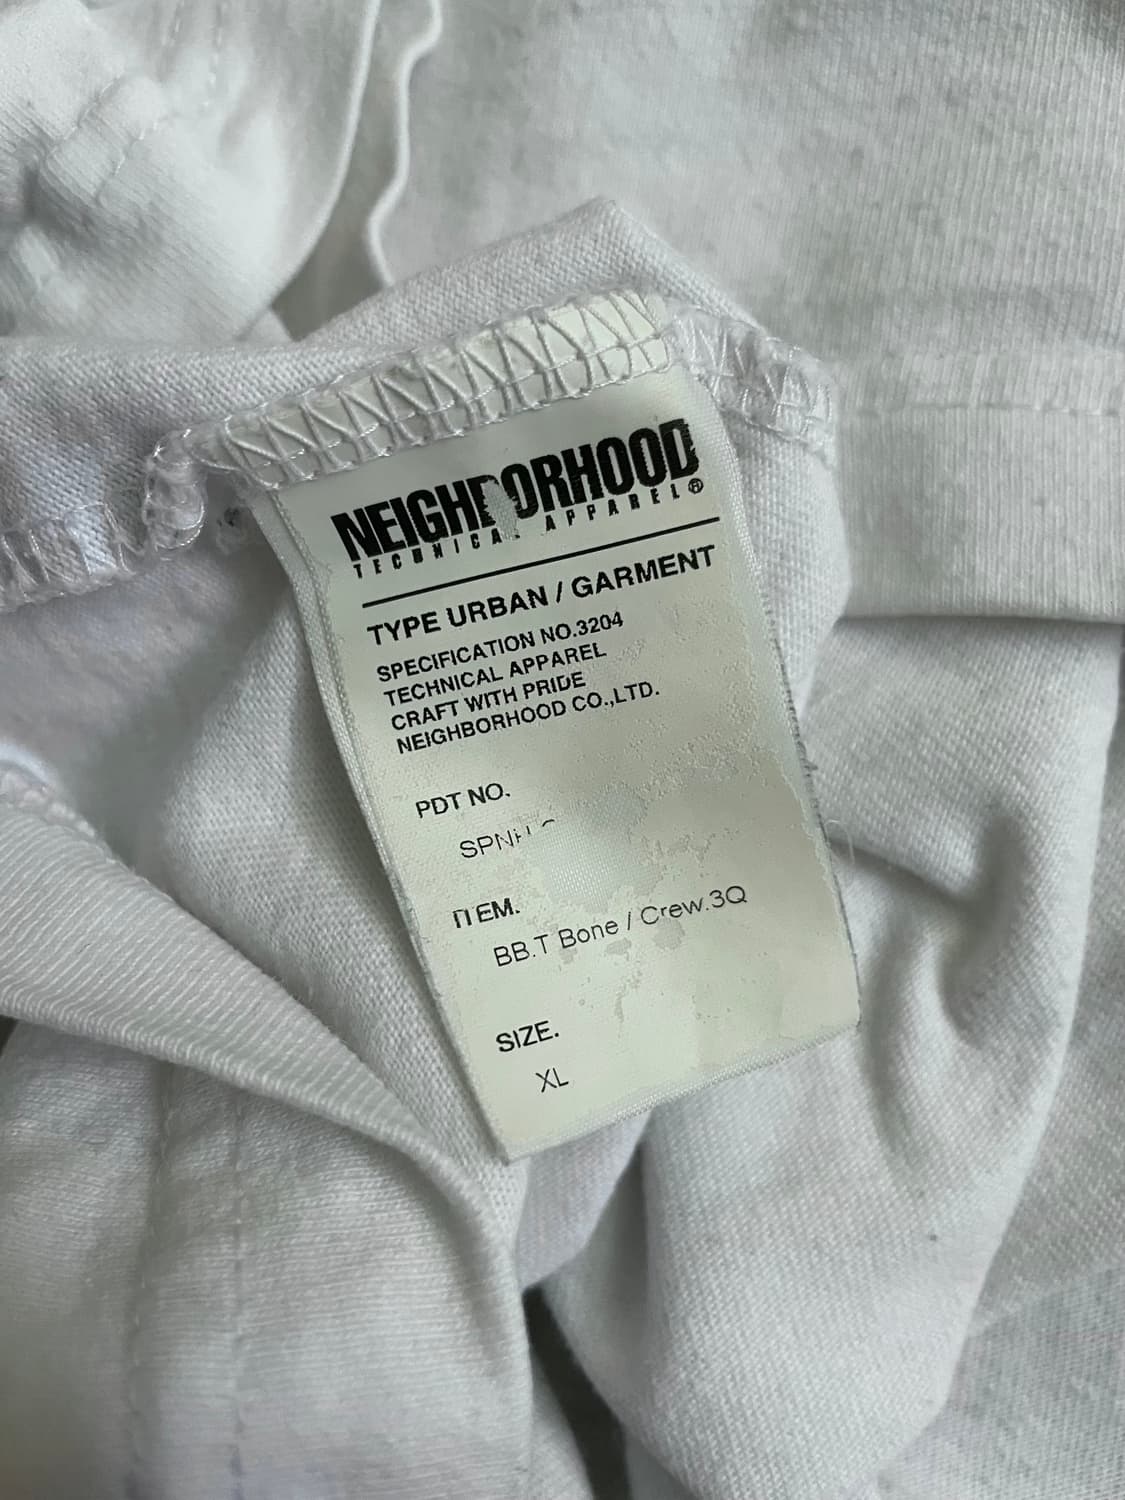 NEIGHBORHOOD
TECHNICAL APPAREL®
TYPE URBAN / GARMENT
SPECIFICATION NO.3204
TECHNICAL APPAREL
CRAFT WITH PRIDE
NEIGHBORHOOD CO.,LTD.
PDT NO.
ITEM.
BB.T Bone / Crew.3Q
SIZE.
XL